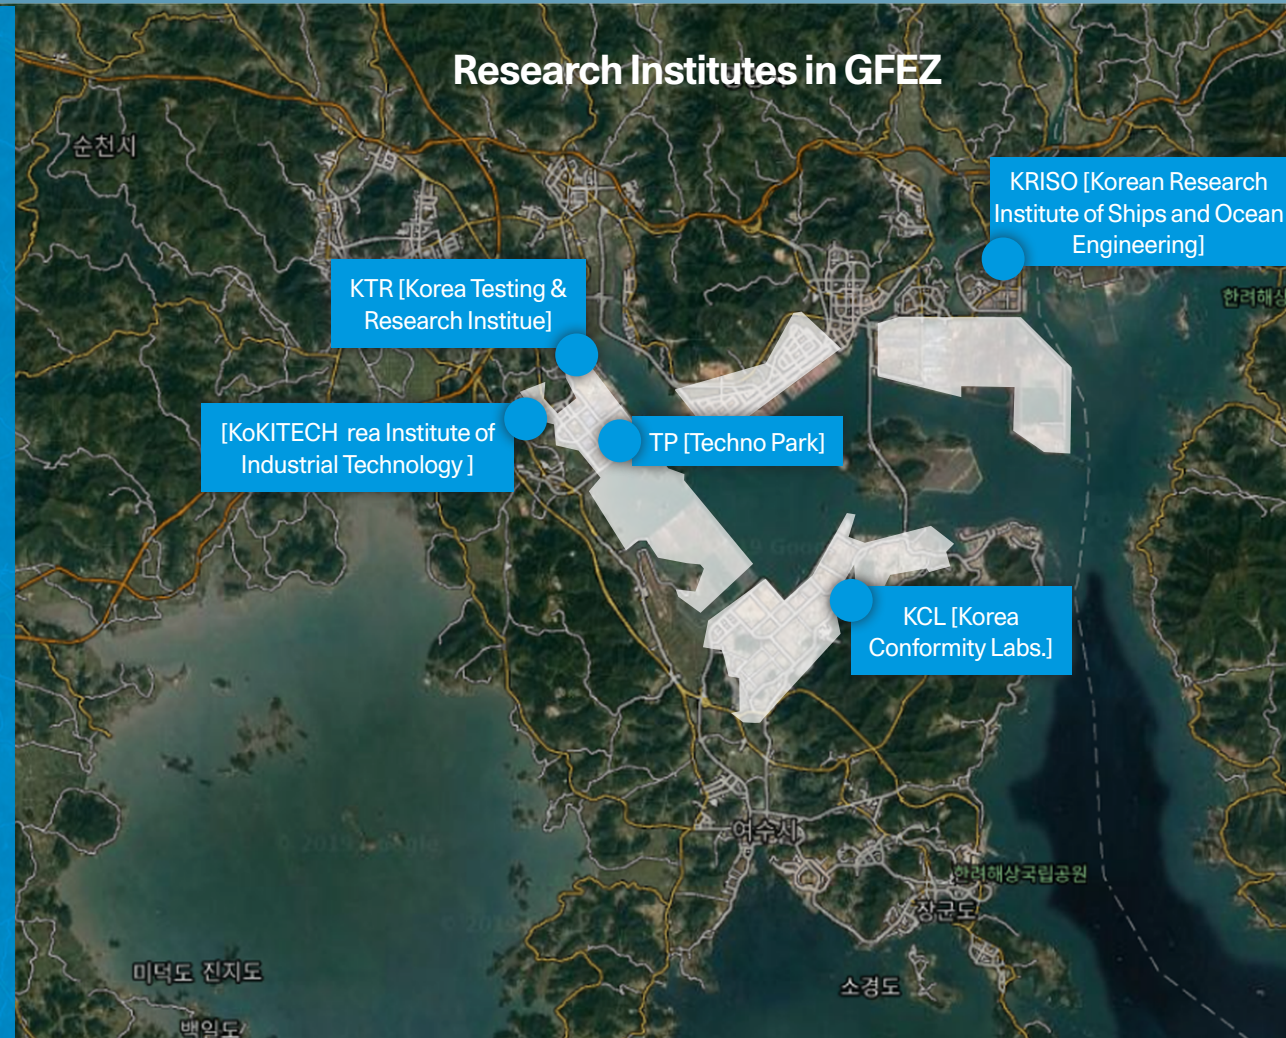 Research Institutes in GFEZ
순천시
KRISO [Korean Research
Institute of Ships and Ocean
Engineering]
KTR [Korea Testing &
Research Institue]
한려해상
[KoKITECH rea Institute of
Industrial Technology ]
TP [Techno Park]
KCL [Korea
Conformity Labs.]
여수시
© 2019 Google
한려해상국립공원
장군도
미덕도 진지도
소경도
백일도